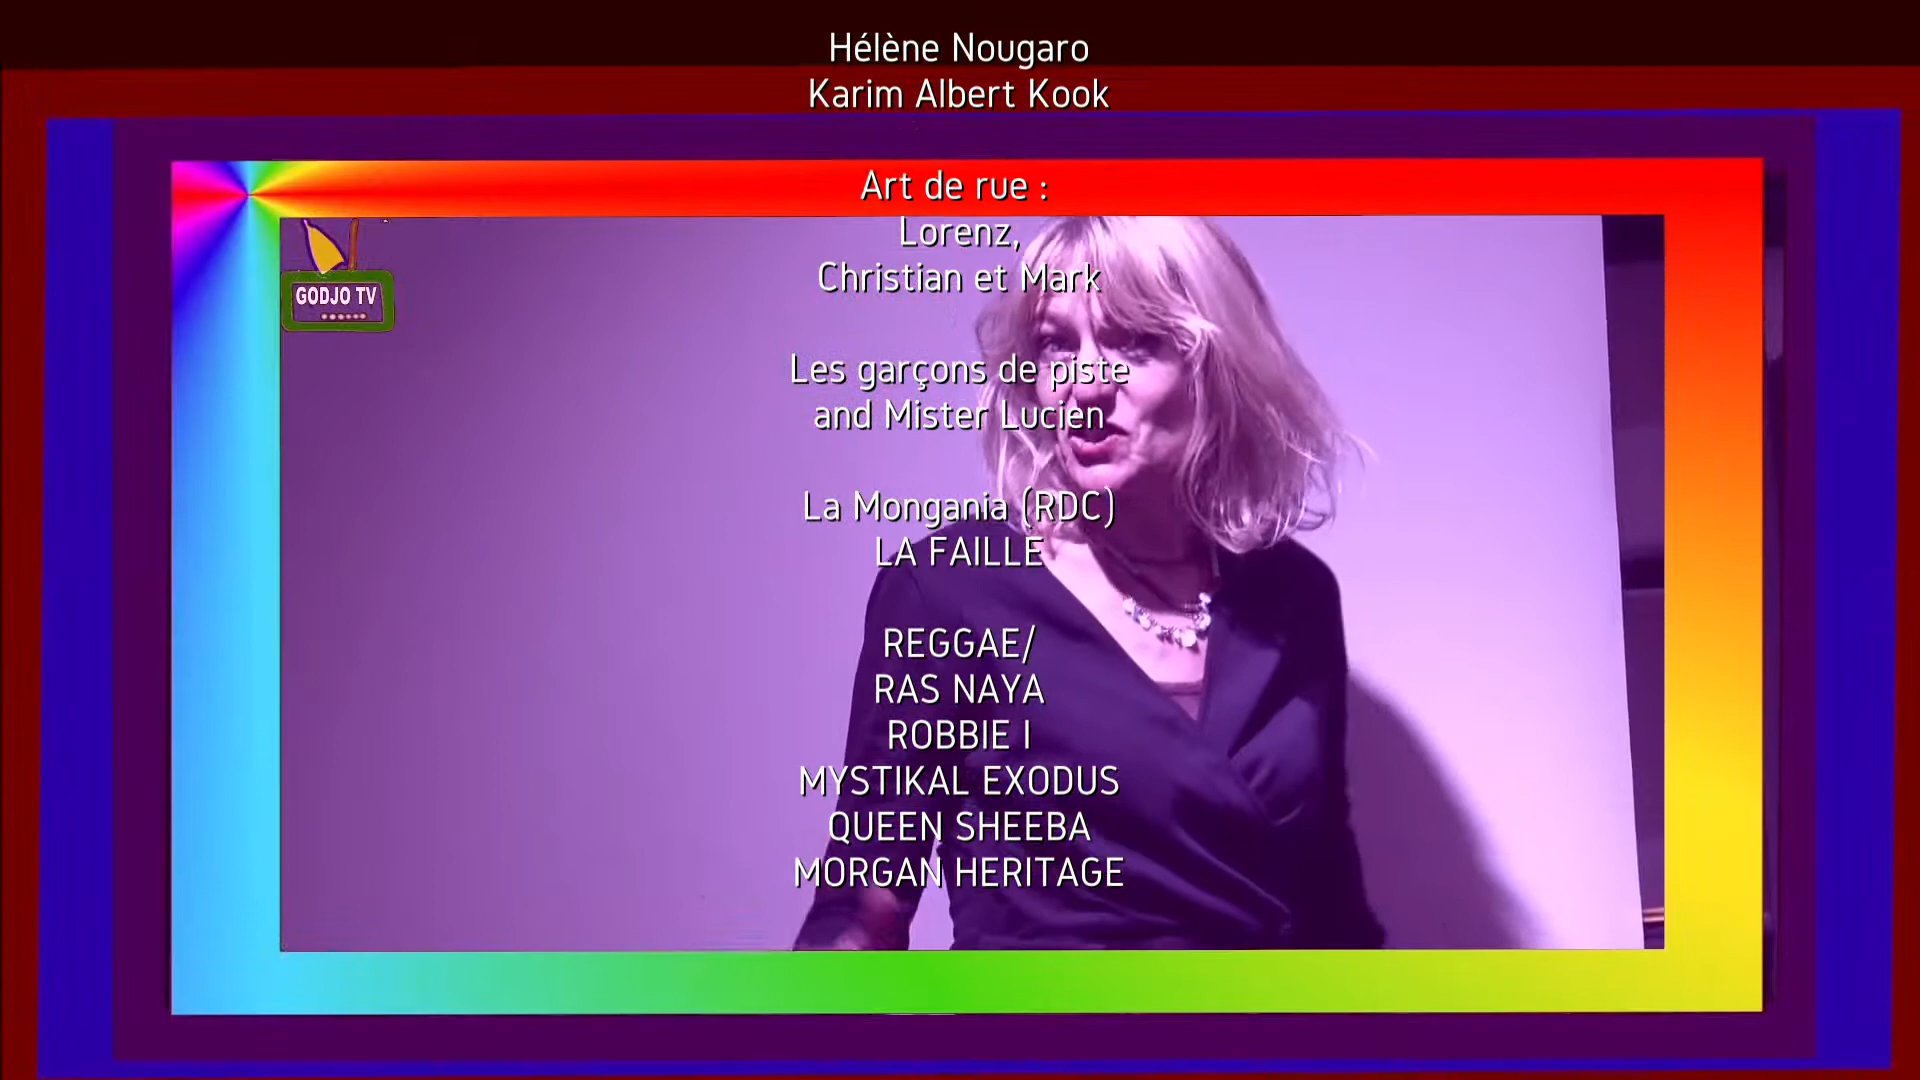 Hélène Nougaro
Karim Albert Kook
Art de rue :
Lorenz,
Christian et Mark
GODJO TV
Les garçons de piste
and Mister Lucien
La Mongania (RDC)
LA FAILLE
REGGAE/
RAS NAYA
ROBBIE I
MYSTIKAL EXODUS
QUEEN SHEEBA
MORGAN HERITAGE